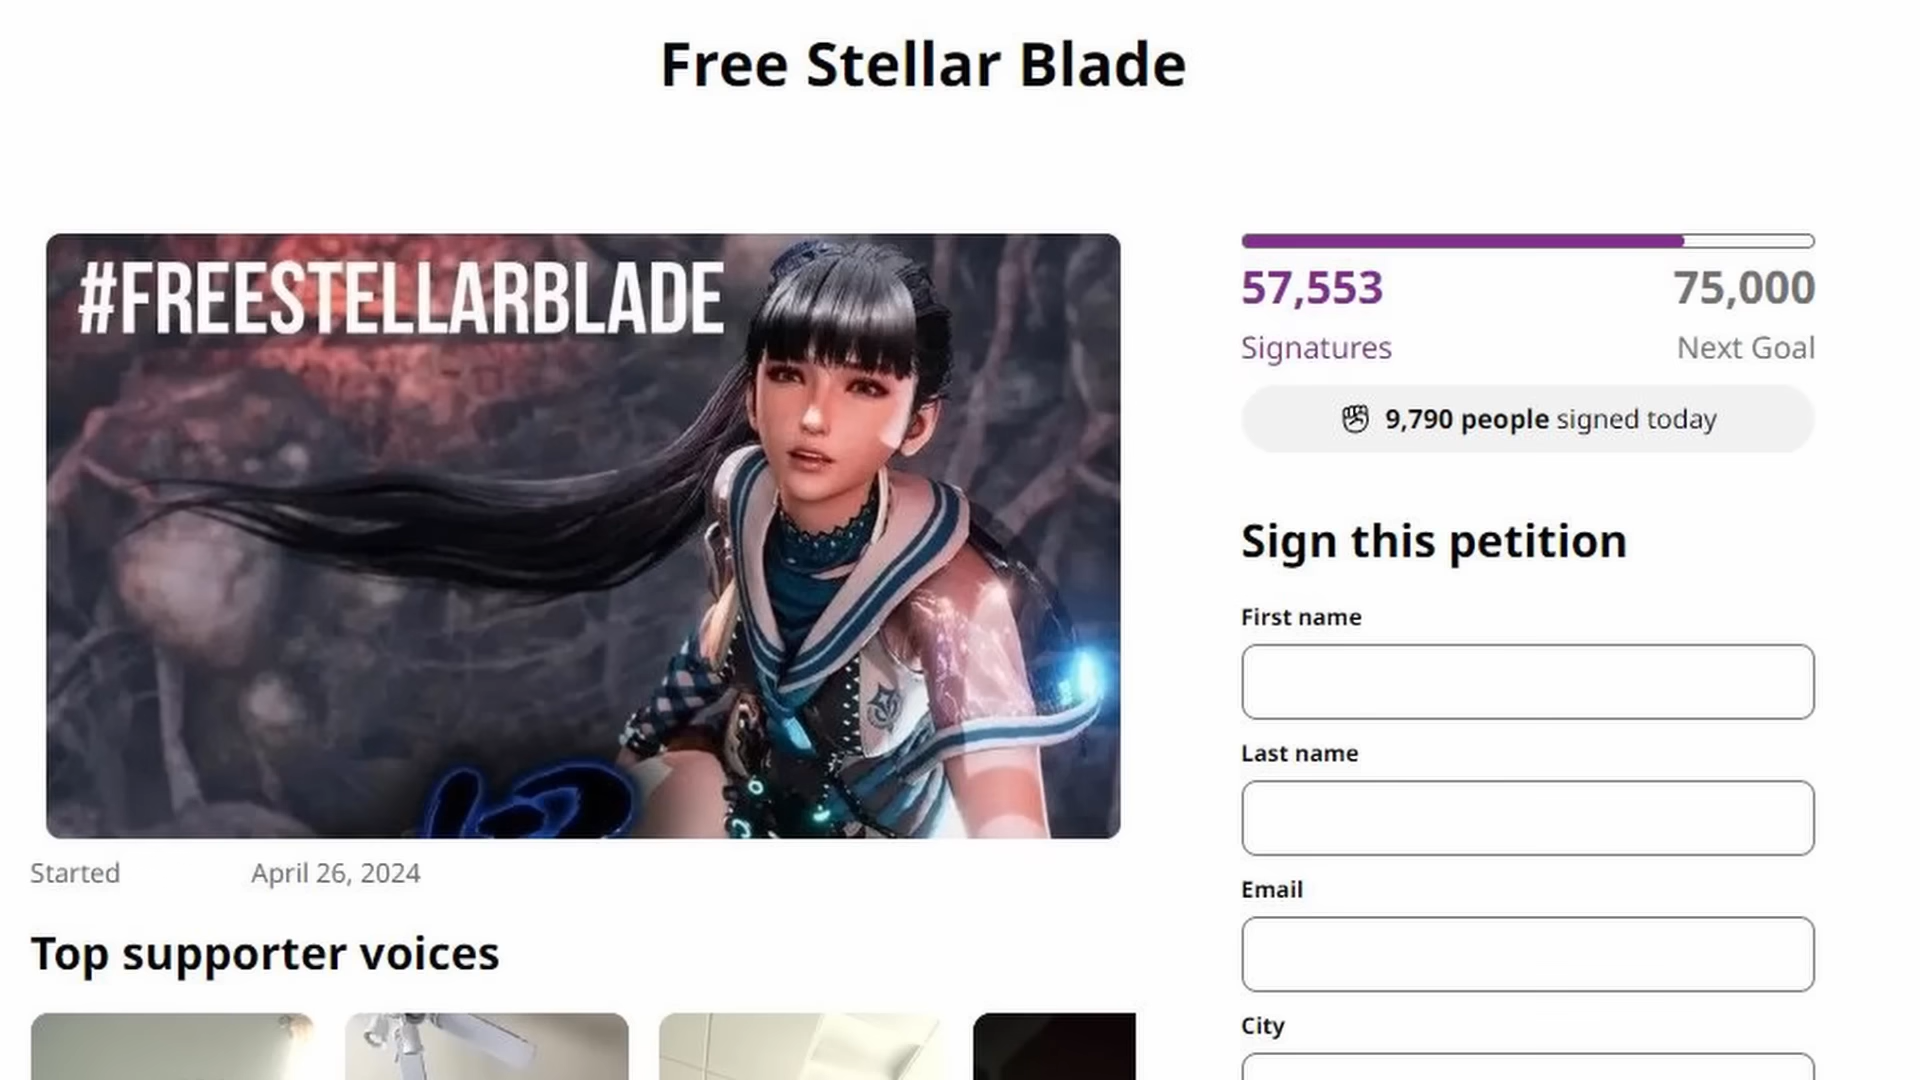 Free Stellar Blade
#FREESTELLARBLADE
57,553
75,000
Signatures
Next Goal
9,790 people signed today
Sign this petition
First name
Last name
Email
City
Started
April 26, 2024
Top supporter voices